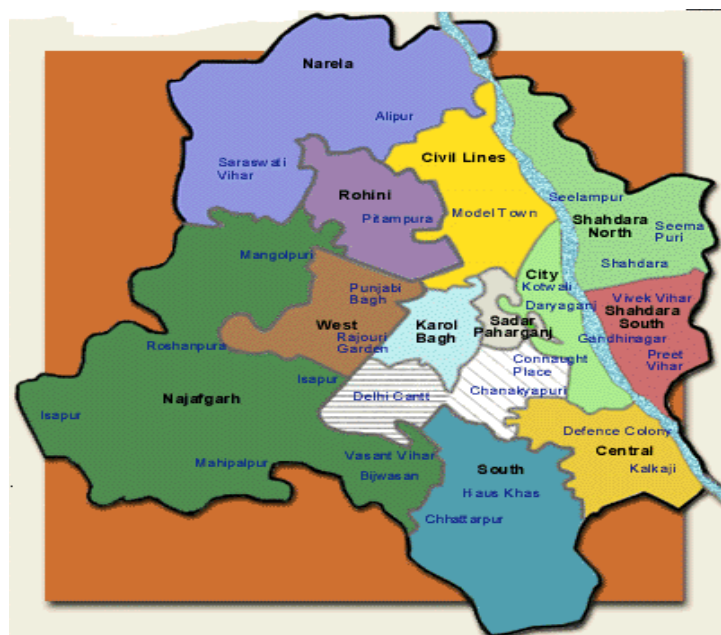 Narela
Alipur
Civil Lines
Saraswati
Vihar
Rohini
Pitampura
Model Town
Seelampur
Shahdara
North
Seema
Puri
Shahdara
Mangolpuri
Punjabi
Bagh
City
Kotwali
Daryaganj
Vivek Vihar
Shahdara
South
Gandhinagar
Preet
Vihar
West
Rajouri
Garden
Karol
Bagh
Sadar
Paharganj
Roshanpura
Isapur
Connaught
Place
Chanakyapuri
Delhi Cantt
Najafgarh
Isapur
Mahipalpur
Vasant Vihar
Bijwasan
Defence Colony
Central
Kalkaji
South
Haus Khas
Chhattarpur